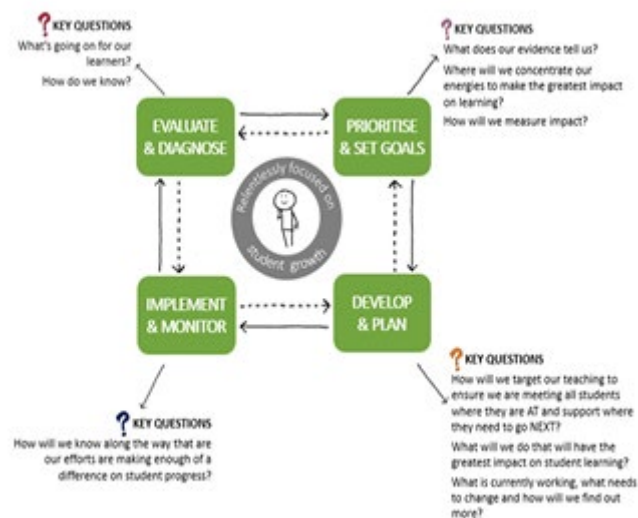 ? KEY QUESTIONS
What's going on for our
learners?
How do we know?
? KEY QUESTIONS
What does our evidence tell us?
Where will we concentrate our
energies to make the greatest impact
on learning?
How will we measure impact?
EVALUATE
& DIAGNOSE
PRIORITISE
& SET GOALS
Relentlessly focused on
student growth
IMPLEMENT
& MONITOR
DEVELOP
& PLAN
? KEY QUESTIONS
How will we know along the way that are
our efforts are making enough of a
difference on student progress?
? KEY QUESTIONS
How will we target our teaching to
ensure we are meeting all students
where they are AT and support where
they need to go NEXT?
What will we do that will have the
greatest impact on student learning?
What is currently working, what needs
to change and how will we find out
more?